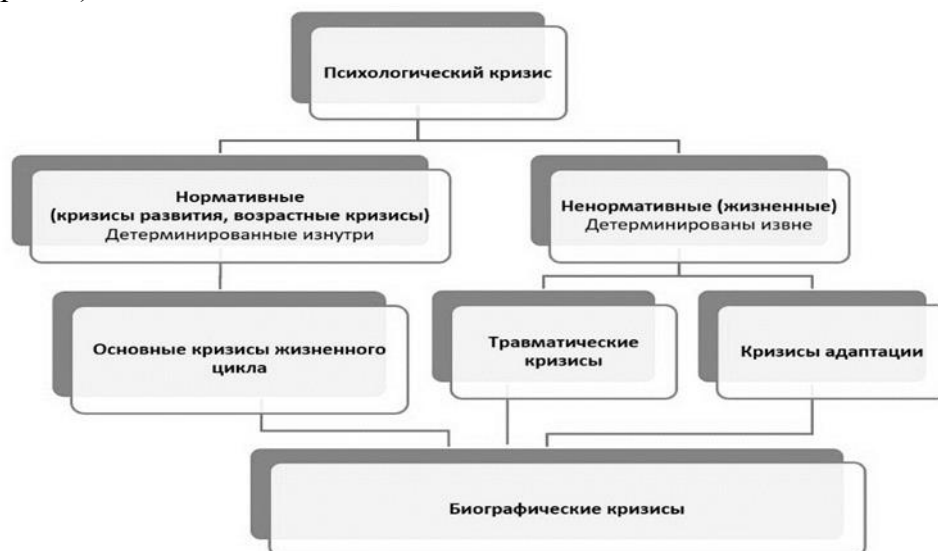 Психологический кризис
Нормативные
(кризисы развития, возрастные кризисы)
Детерминированные изнутри
Ненормативные (жизненные)
Детерминированы извне
Основные кризисы жизненного
цикла
Травматические
кризисы
Кризисы адаптации
Биографические кризисы